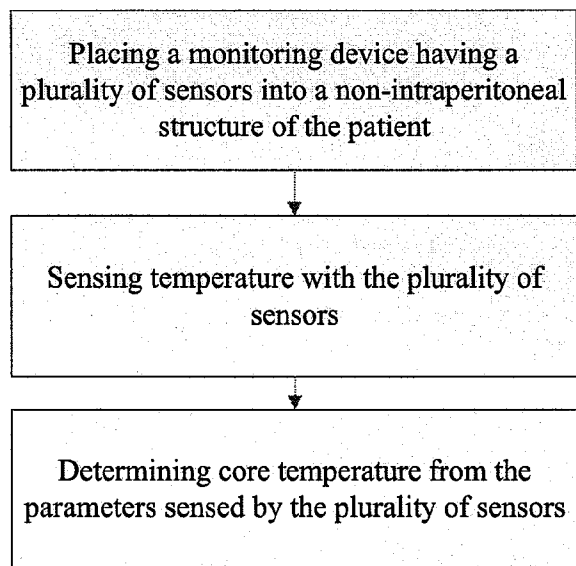 Placing a monitoring device having a
plurality of sensors into a non-intraperitoneal
structure of the patient
Sensing temperature with the plurality of
sensors
Determining core temperature from the
parameters sensed by the plurality of sensors